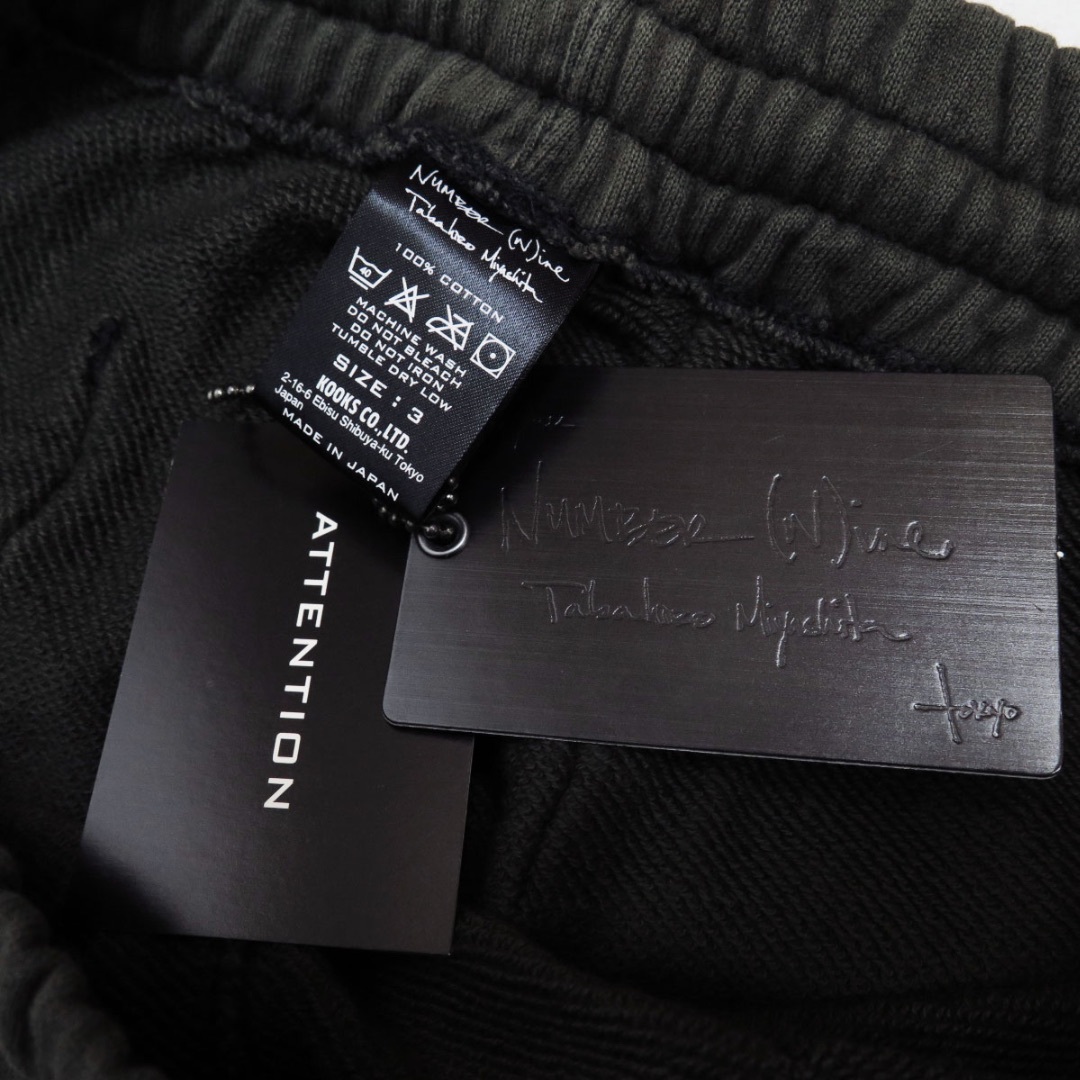 NUMBER (N)ine
Takahiro Miyashita
100% COTTON
40
MACHINE WASH
DO NOT BLEACH
DO NOT IRON
TUMBLE DRY LOW
SIZE : 3
KOOKS CO.,LTD.
2-16-6 Ebisu Shibuya-ku Tokyo
Japan
MADE IN JAPAN
ATTENTION
NUMBER (N)ine
Takahiro Miyashita
tokyo